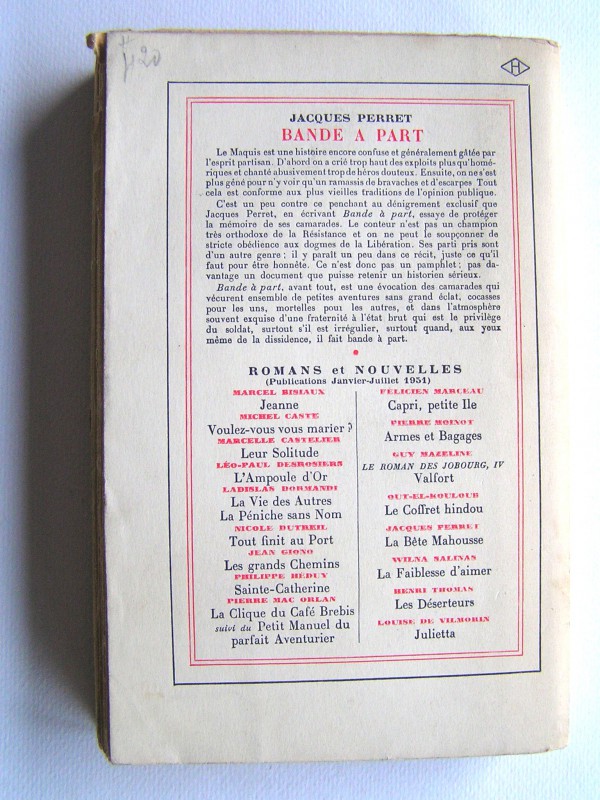 # 420
H
JACQUES PERRET
BANDE A PART
Le Maquis est une histoire encore confuse et généralement gâtée par
l'esprit partisan. D'abord on a crié trop haut des exploits plus qu'homé-
riques et chanté abusivement trop de héros douteux. Ensuite, on ne s'est
plus gêné pour n'y voir qu'un ramassis de bravaches et d'escarpes Tout
cela est conforme aux plus vieilles traditions de l'opinion publique.
C'est un peu contre ce penchant au dénigrement exclusif que
Jacques Perret, en écrivant Bande à part, essaye de protéger
la mémoire de ses camarades. Le conteur n'est pas un champion
très orthodoxe de la Résistance et on ne peut le soupçonner de
stricte obédience aux dogmes de la Libération. Ses parti pris sont
d'un autre genre : il y paraît un peu dans ce récit, juste ce qu'il
faut pour être honnête. Ce n'est donc pas un pamphlet ; pas da-
vantage un document que puisse retenir un historien sérieux.
Bande à part, avant tout, est une évocation des camarades qui
vécurent ensemble de petites aventures sans grand éclat, cocasses
pour les uns, mortelles pour les autres, et dans l'atmosphère
souvent exquise d'une fraternité à l'état brut qui est le privilège
du soldat, surtout s'il est irrégulier, surtout quand, aux yeux
même de la dissidence, il fait bande à part.
ROMANS et NOUVELLES
(Publications Janvier-Juillet 1951)
MARCEL BISIAUX
Jeanne
MICHEL CASTE
Voulez-vous vous marier ?
MARCELLE CASTELIER
Leur Solitude
LÉO-PAUL DESROSIERS
L'Ampoule d'Or
LADISLAS DORMANDI
La Vie des Autres
La Péniche sans Nom
NICOLE DUTREIL
Tout finit au Port
JEAN GIONO
Les grands Chemins
PHILIPPE HÉDUY
Sainte-Catherine
PIERRE MAC ORLAN
La Clique du Café Brebis
suivi du Petit Manuel du
parfait Aventurier
FÉLICIEN MARCEAU
Capri, petite Ile
PIERRE MOINOT
Armes et Bagages
GUY MAZELINE
LE ROMAN DES JOBOURG, IV
Valfort
OUT-EL-KOULOUB
Le Coffret hindou
JACQUES PERRET
La Bête Mahousse
WILNA SALINAS
La Faiblesse d'aimer
HENRI THOMAS
Les Déserteurs
LOUISE DE VILMORIN
Julietta